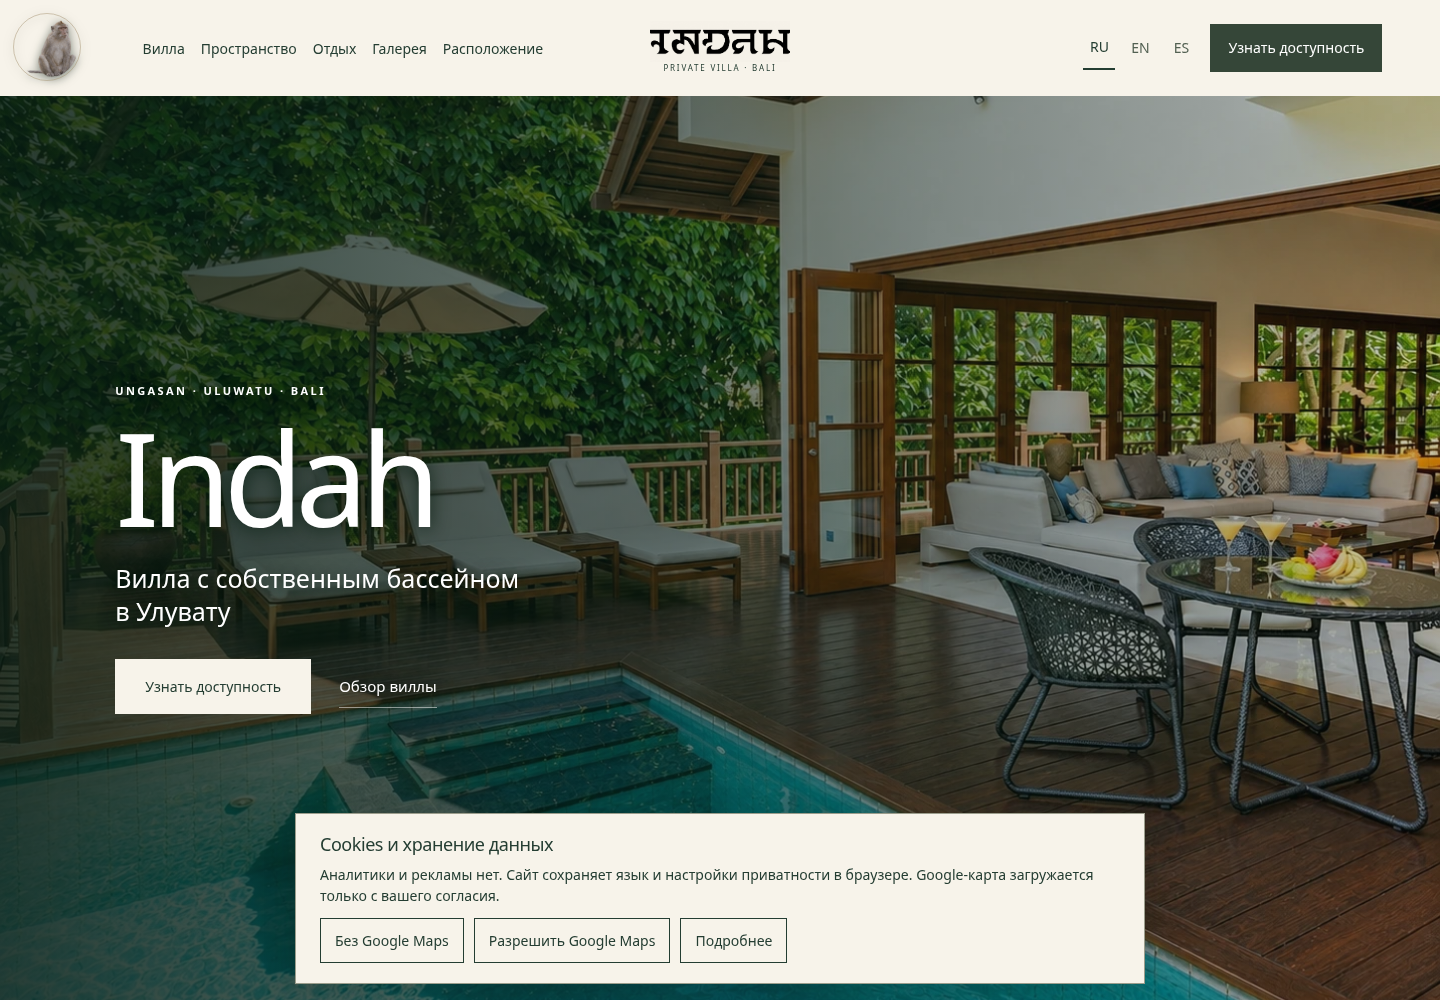 Вилла Пространство Отдых Галерея Расположение
INDAH
PRIVATE VILLA · BALI
RU EN ES
Узнать доступность
UNGASAN · ULUWATU · BALI
Indah
Вилла с собственным бассейном
в Улувату
Узнать доступность
Обзор виллы
Cookies и хранение данных
Аналитики и рекламы нет. Сайт сохраняет язык и настройки приватности в браузере. Google-карта загружается
только с вашего согласия.
Без Google Maps
Разрешить Google Maps
Подробнее